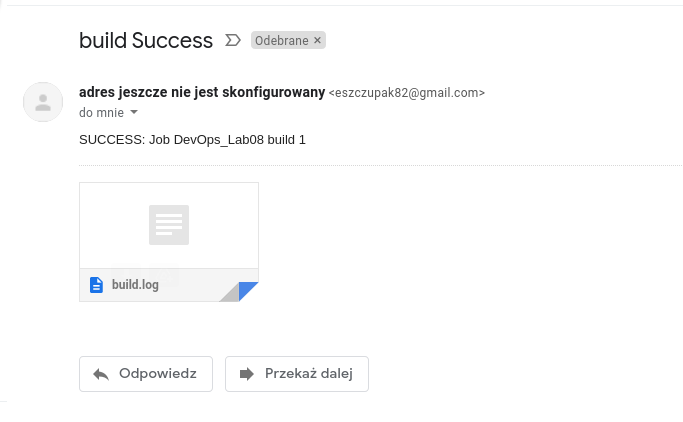 build Success
Odebrane ×
adres jeszcze nie jest skonfigurowany <eszczupak82@gmail.com>
do mnie
SUCCESS: Job DevOps_Lab08 build 1
build.log
Odpowiedz
Przekaż dalej